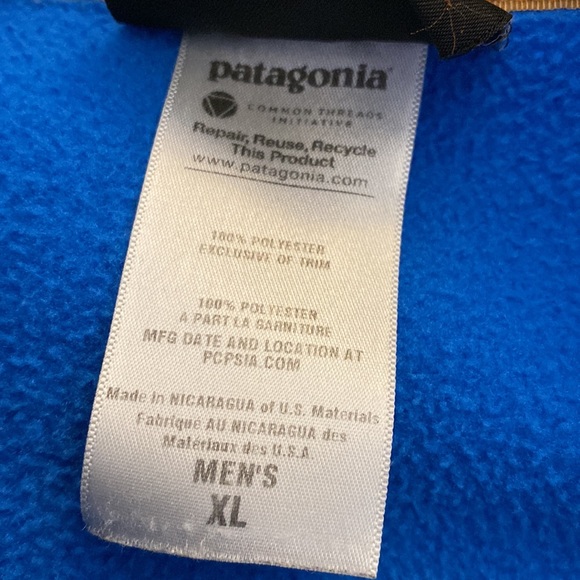 patagonia
COMMON THREADS
INITIATIVE
Repair, Reuse, Recycle
This Product
www.patagonia.com
100% POLYESTER
EXCLUSIVE OF TRIM
100% POLYESTER
A PART LA GARNITURE
MFG DATE AND LOCATION AT
PCPSIA.COM
Made in NICARAGUA of U.S. Materials
Fabrique AU NICARAGUA des
Materiaux des U.S.A.
MEN'S
XL